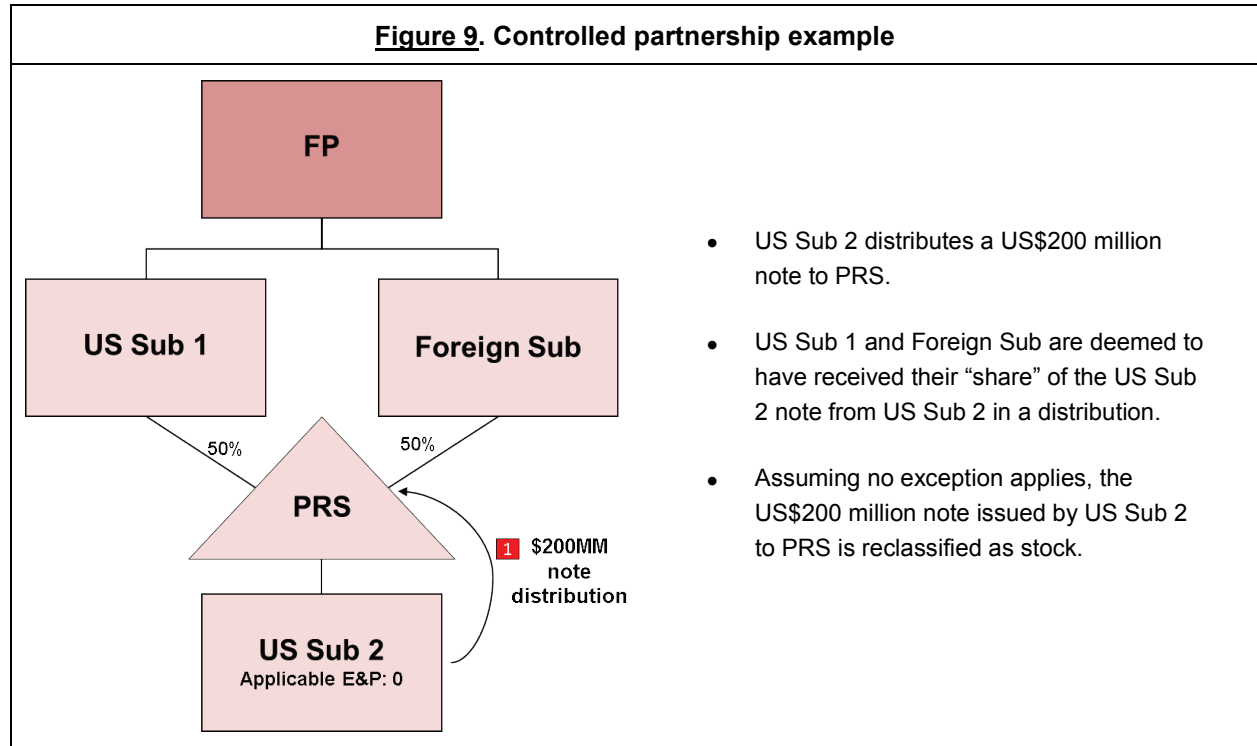 Figure 9. Controlled partnership example
FP
US Sub 1
Foreign Sub
50%
50%
PRS
1 $200MM
note
distribution
US Sub 2
Applicable E&P: 0
• US Sub 2 distributes a US$200 million
note to PRS.
• US Sub 1 and Foreign Sub are deemed to
have received their “share” of the US Sub
2 note from US Sub 2 in a distribution.
• Assuming no exception applies, the
US$200 million note issued by US Sub 2
to PRS is reclassified as stock.